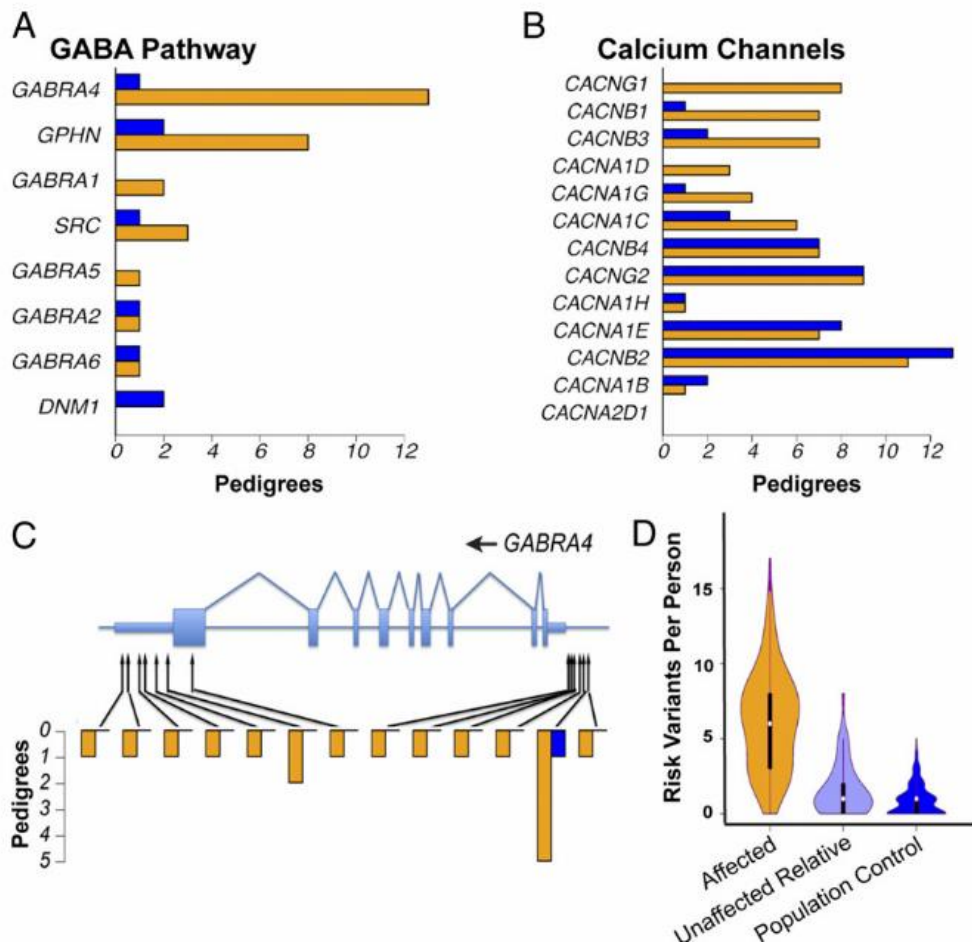 A
GABA Pathway
GABRA4
GPHN
GABRA1
SRC
GABRA5
GABRA2
GABRA6
DNM1
0 2 4 6 8 10 12
Pedigrees
B
Calcium Channels
CACNG1
CACNB1
CACNB3
CACNA1D
CACNA1G
CACNA1C
CACNB4
CACNG2
CACNA1H
CACNA1E
CACNB2
CACNA1B
CACNA2D1
0 2 4 6 8 10 12
Pedigrees
C
← GABRA4
Pedigrees
0
1
2
3
4
5
D
Risk Variants Per Person
15
10
5
0
Affected
Unaffected Relative
Population Control